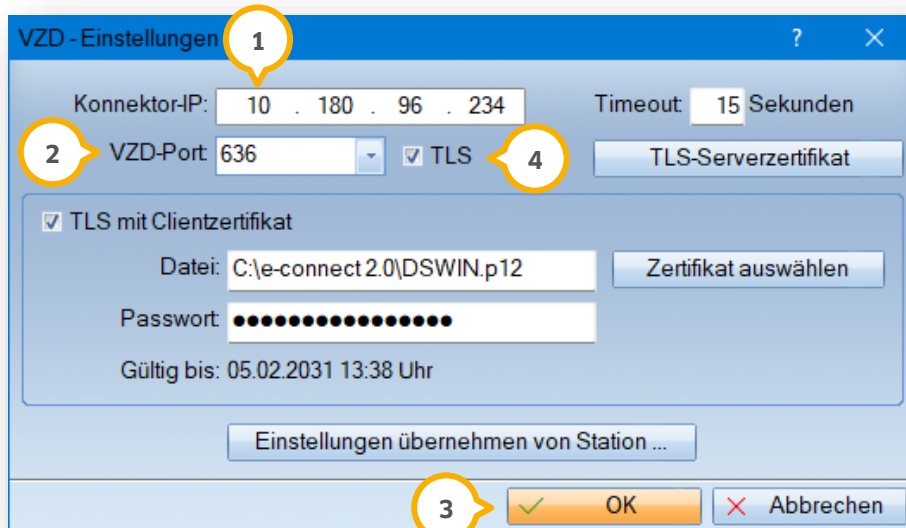 VZD - Einstellungen
1
Konnektor-IP: 10 . 180 . 96 . 234 Timeout: 15 Sekunden
2 VZD-Port: 636 TLS 4 TLS-Serverzertifikat
TLS mit Clientzertifikat
Datei: C:\e-connect 2.0\DSWIN.p12 Zertifikat auswählen
Passwort: ●●●●●●●●●●●●●●●●
Gültig bis: 05.02.2031 13:38 Uhr
Einstellungen übernehmen von Station ...
3 OK Abbrechen